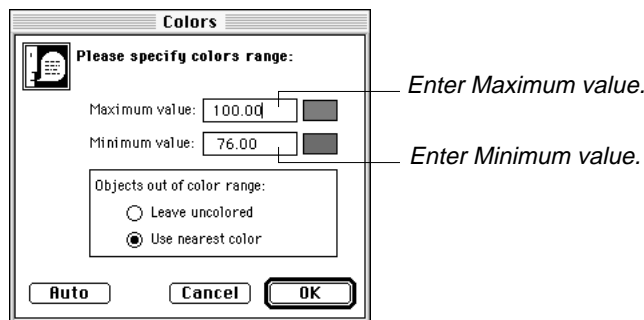 Colors
Please specify colors range:
Maximum value: 100.00
Enter Maximum value.
Minimum value: 76.00
Enter Minimum value.
Objects out of color range:
Leave uncolored
Use nearest color
Auto Cancel OK